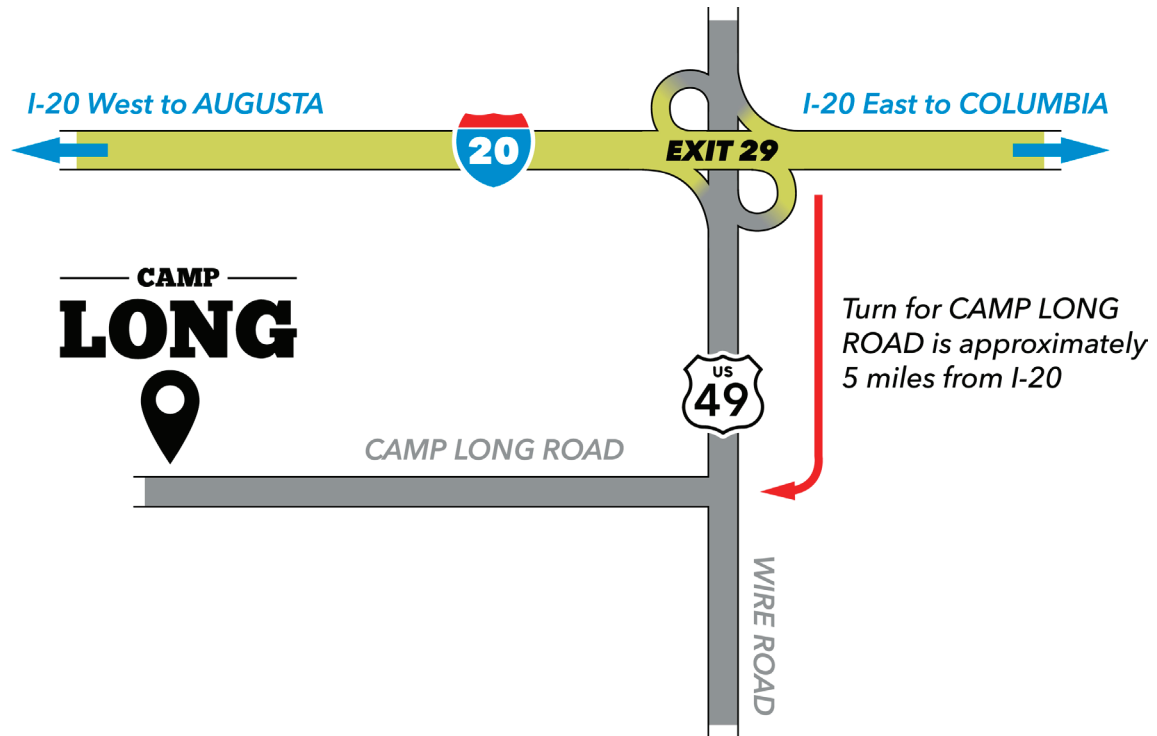 I-20 West to AUGUSTA
I-20 East to COLUMBIA
20
EXIT 29
CAMP
LONG
Turn for CAMP LONG
ROAD is approximately
5 miles from I-20
US
49
CAMP LONG ROAD
WIRE ROAD